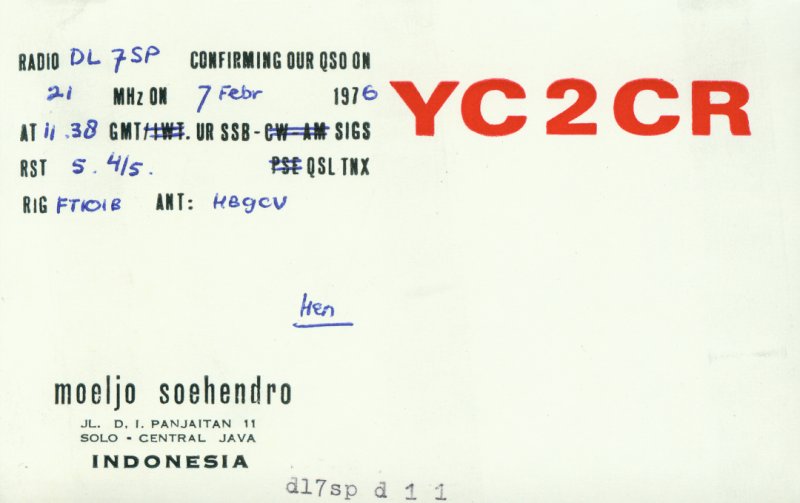 RADIO DL 7SP CONFIRMING OUR QSO ON
21 MHz ON 7 Febr 1976
AT 11.38 GMT/IWT. UR SSB - CW - AM SIGS
RST 5. 4/5. PSE QSL TNX
RIG FT101B ANT: HB9CV
YC2CR
Hen
moeljo soehendro
JL. D. I. PANJAITAN 11
SOLO - CENTRAL JAVA
INDONESIA
dl7sp d 1 1